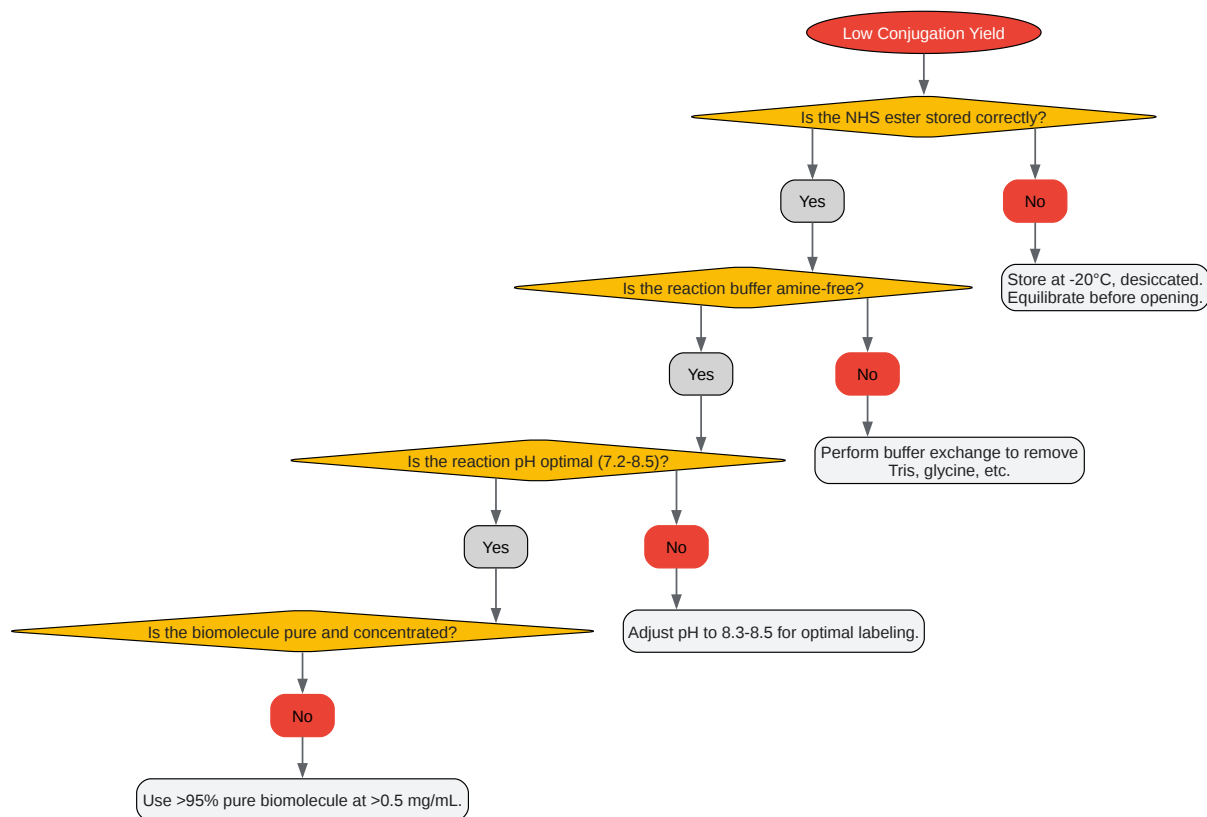 Low Conjugation Yield
Is the NHS ester stored correctly?
Yes
No
Store at -20°C, desiccated.
Equilibrate before opening.
Is the reaction buffer amine-free?
Yes
No
Perform buffer exchange to remove
Tris, glycine, etc.
Is the reaction pH optimal (7.2-8.5)?
Yes
No
Adjust pH to 8.3-8.5 for optimal labeling.
Is the biomolecule pure and concentrated?
No
Use >95% pure biomolecule at >0.5 mg/mL.